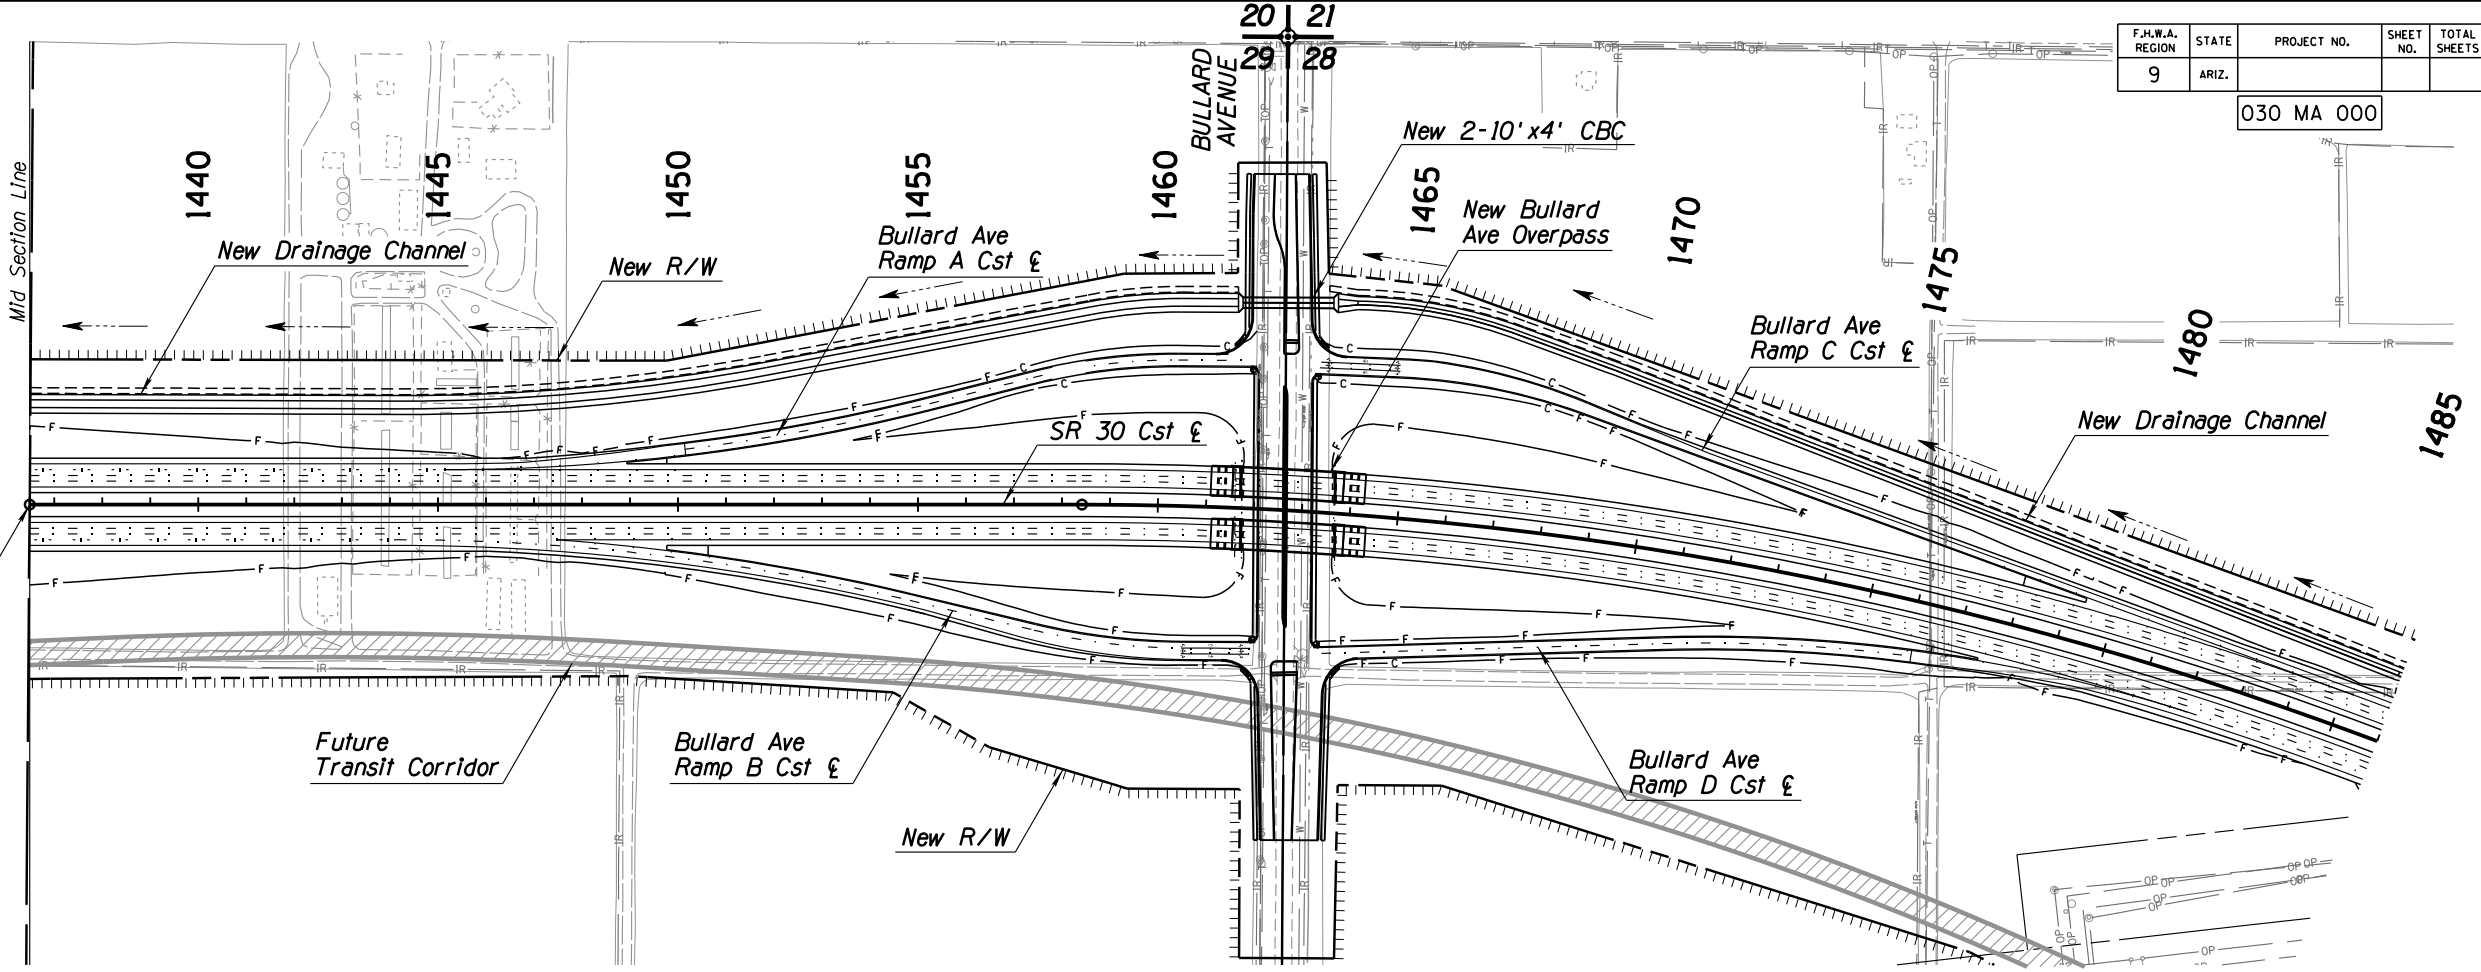 20 21
29 28
F.H.W.A. REGION STATE PROJECT NO. SHEET NO. TOTAL SHEETS
9 ARIZ.
030 MA 000
BULLARD
AVENUE
Mid Section Line
1440
1445
1450
1455
1460
1465
1470
1475
1480
1485
New 2-10'x4' CBC
New Bullard
Ave Overpass
New Drainage Channel
New R/W
Bullard Ave
Ramp A Cst ℄
Bullard Ave
Ramp C Cst ℄
New Drainage Channel
SR 30 Cst ℄
Future
Transit Corridor
Bullard Ave
Ramp B Cst ℄
Bullard Ave
Ramp D Cst ℄
New R/W